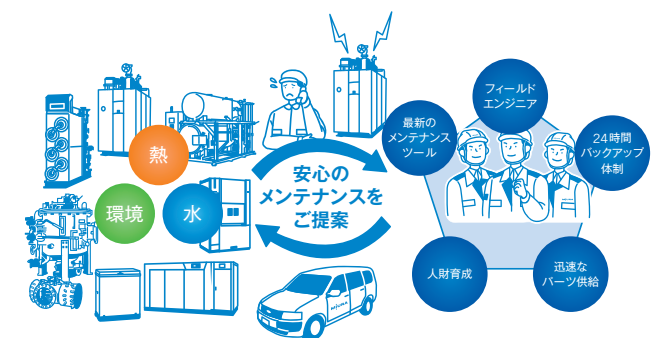 熱
環境
水
安心の
メンテナンスを
ご提案
フィールド
エンジニア
最新の
メンテナンス
ツール
24時間
バックアップ
体制
人財育成
迅速な
パーツ供給
MIURA